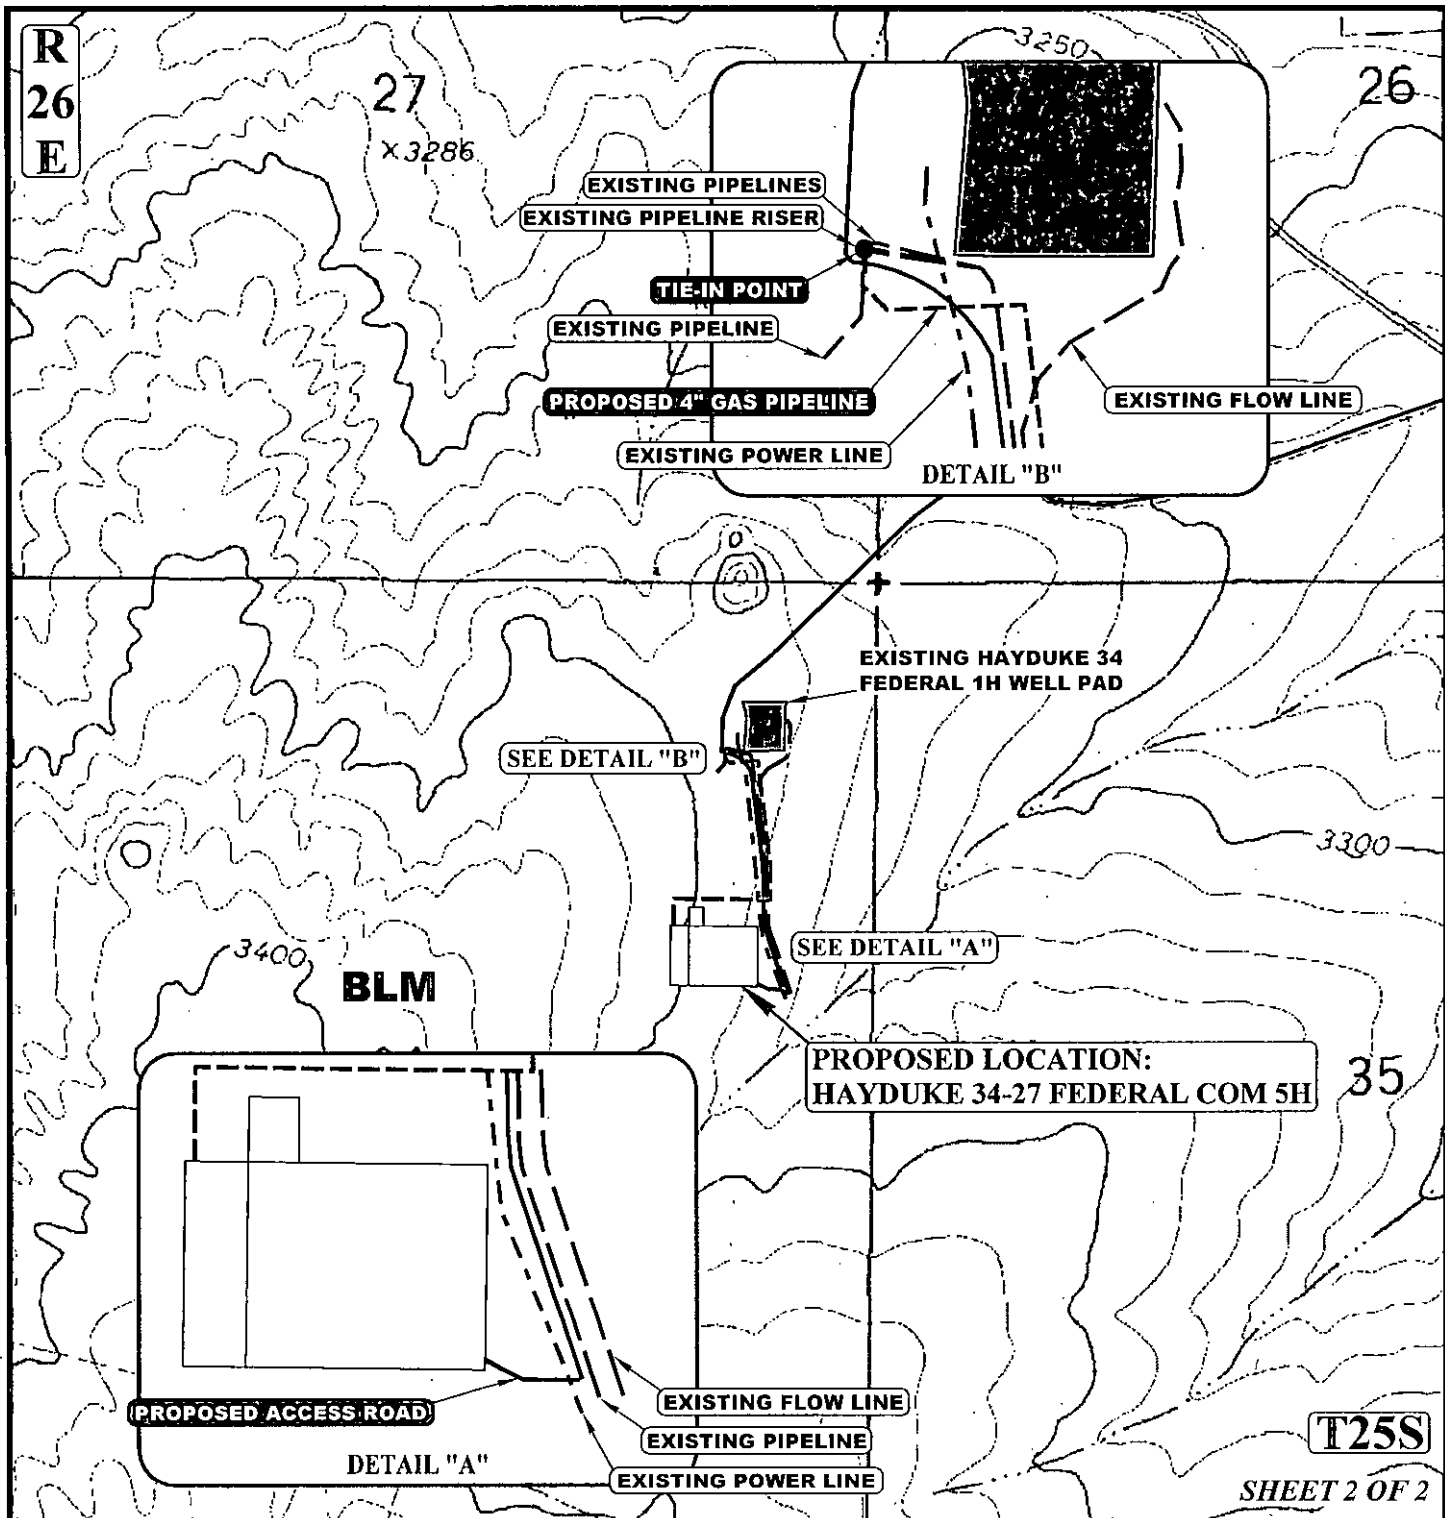 R
26
E
27
×3286
3250
26
EXISTING PIPELINES
EXISTING PIPELINE RISER
TIE-IN POINT
EXISTING PIPELINE
PROPOSED 4" GAS PIPELINE
EXISTING FLOW LINE
EXISTING POWER LINE
DETAIL "B"
EXISTING HAYDUKE 34
FEDERAL 1H WELL PAD
SEE DETAIL "B"
3300
SEE DETAIL "A"
3400
BLM
PROPOSED LOCATION:
HAYDUKE 34-27 FEDERAL COM 5H
35
PROPOSED ACCESS ROAD
EXISTING FLOW LINE
EXISTING PIPELINE
EXISTING POWER LINE
DETAIL "A"
T25S
SHEET 2 OF 2